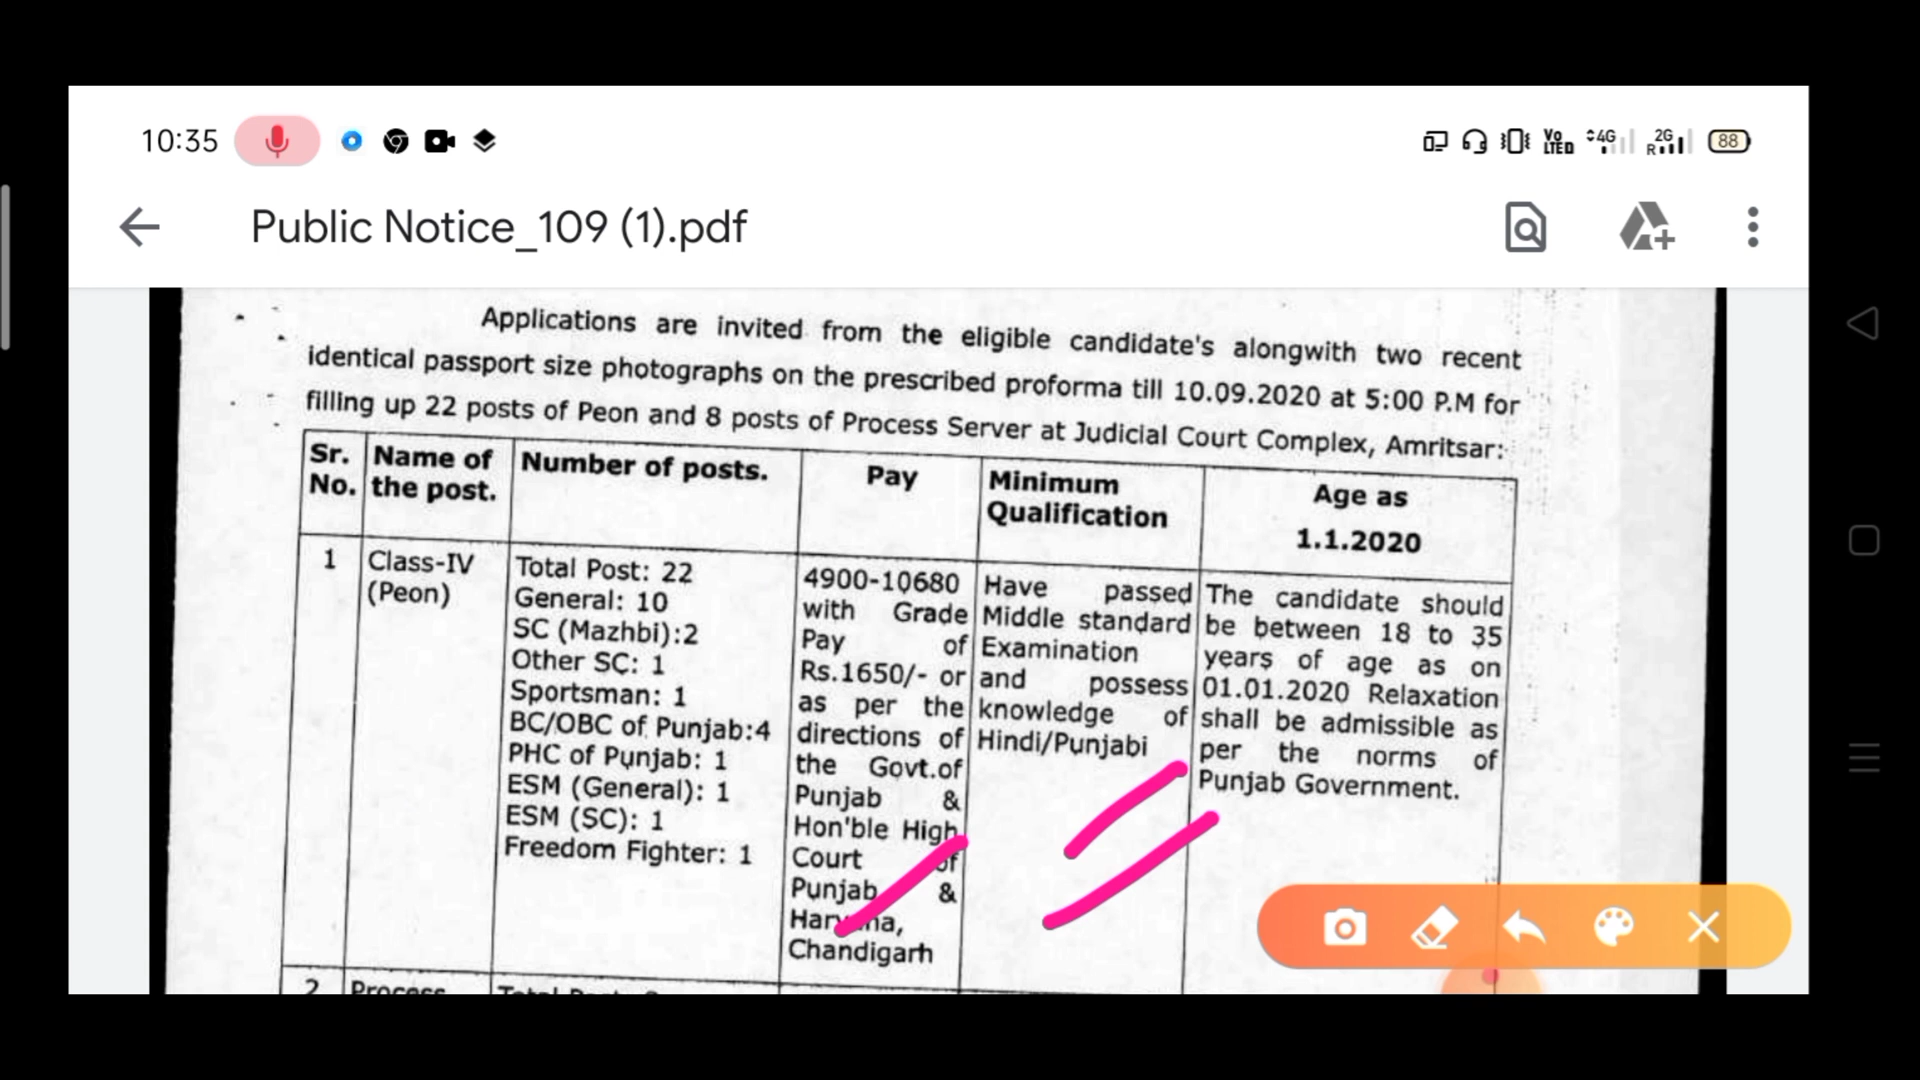 10:35
Vo LTED 4G 2G R 88
Public Notice_109 (1).pdf
Applications are invited from the eligible candidate's alongwith two recent
identical passport size photographs on the prescribed proforma till 10.09.2020 at 5:00 P.M for
filling up 22 posts of Peon and 8 posts of Process Server at Judicial Court Complex, Amritsar:
Sr. No. Name of the post. Number of posts. Pay Minimum Qualification Age as 1.1.2020
1
Class-IV
(Peon)
Total Post: 22
General: 10
SC (Mazhbi):2
Other SC: 1
Sportsman: 1
BC/OBC of Punjab:4
PHC of Punjab: 1
ESM (General): 1
ESM (SC): 1
Freedom Fighter: 1
4900-10680
with Grade
Pay of
Rs.1650/- or
as per the
directions of
the Govt.of
Punjab &
Hon'ble High
Court of
Punjab &
Haryana,
Chandigarh
Have passed
Middle standard
Examination
and possess
knowledge of
Hindi/Punjabi
The candidate should
be between 18 to 35
years of age as on
01.01.2020 Relaxation
shall be admissible as
per the norms of
Punjab Government.
2 Process